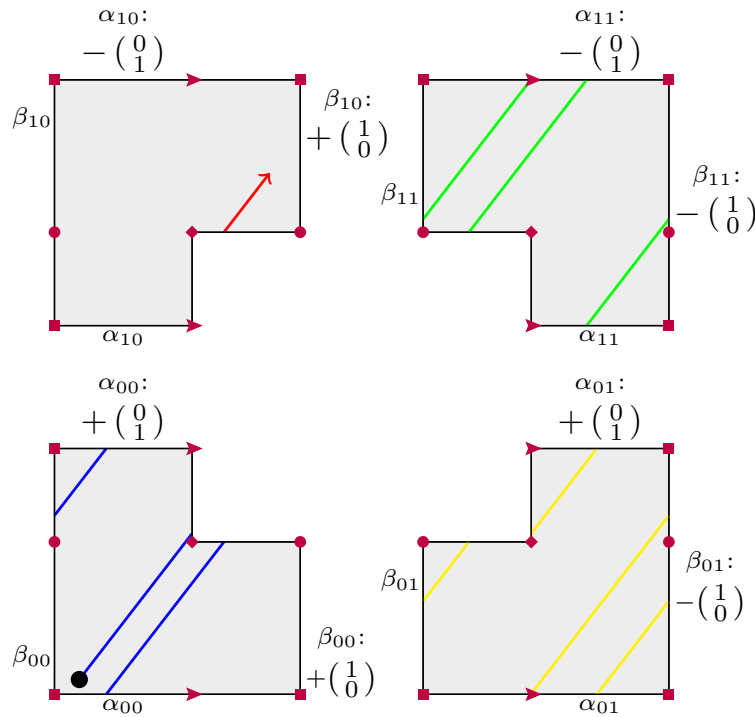 α₁₀:
−(0 1)
β₁₀
β₁₀:
+(1 0)
α₁₀
α₁₁:
−(0 1)
β₁₁
β₁₁:
−(1 0)
α₁₁
α₀₀:
+(0 1)
β₀₀
β₀₀:
+(1 0)
α₀₀
α₀₁:
+(0 1)
β₀₁
β₀₁:
−(1 0)
α₀₁